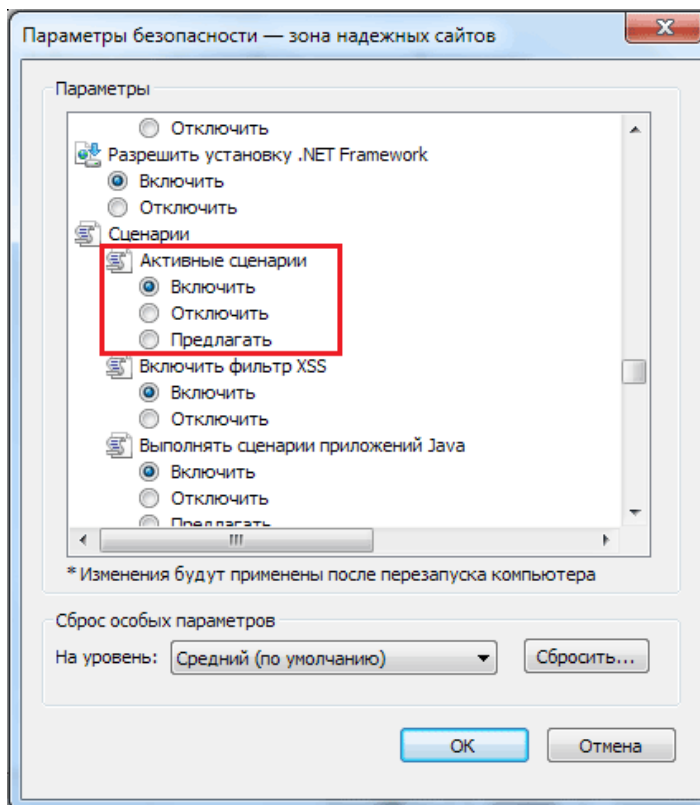 Параметры безопасности — зона надежных сайтов
Параметры
Отключить
Разрешить установку .NET Framework
Включить
Отключить
Сценарии
Активные сценарии
Включить
Отключить
Предлагать
Включить фильтр XSS
Включить
Отключить
Выполнять сценарии приложений Java
Включить
Отключить
Предлагать
* Изменения будут применены после перезапуска компьютера
Сброс особых параметров
На уровень: Средний (по умолчанию) Сбросить...
ОК Отмена